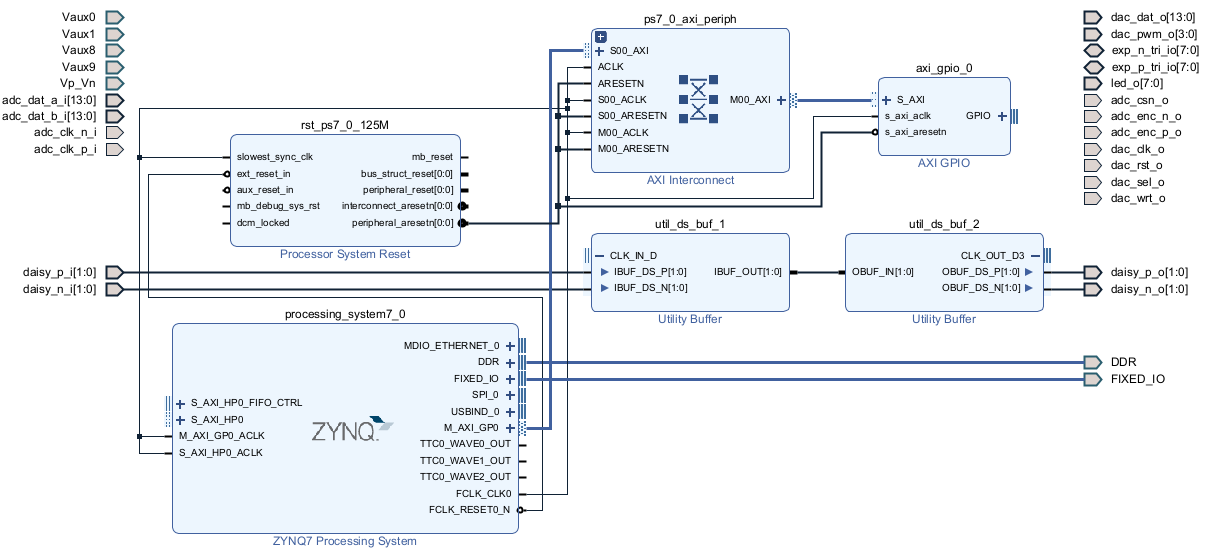 Vaux0
Vaux1
Vaux8
Vaux9
Vp_Vn
adc_dat_a_i[13:0]
adc_dat_b_i[13:0]
adc_clk_n_i
adc_clk_p_i
daisy_p_i[1:0]
daisy_n_i[1:0]
rst_ps7_0_125M
slowest_sync_clk
ext_reset_in
aux_reset_in
mb_debug_sys_rst
dcm_locked
mb_reset
bus_struct_reset[0:0]
peripheral_reset[0:0]
interconnect_aresetn[0:0]
peripheral_aresetn[0:0]
Processor System Reset
ps7_0_axi_periph
S00_AXI
ACLK
ARESETN
S00_ACLK
S00_ARESETN
M00_ACLK
M00_ARESETN
M00_AXI
AXI Interconnect
axi_gpio_0
S_AXI
s_axi_aclk
s_axi_aresetn
GPIO
AXI GPIO
util_ds_buf_1
CLK_IN_D
IBUF_DS_P[1:0]
IBUF_DS_N[1:0]
IBUF_OUT[1:0]
Utility Buffer
util_ds_buf_2
OBUF_IN[1:0]
CLK_OUT_D3
OBUF_DS_P[1:0]
OBUF_DS_N[1:0]
Utility Buffer
processing_system7_0
S_AXI_HP0_FIFO_CTRL
S_AXI_HP0
M_AXI_GP0_ACLK
S_AXI_HP0_ACLK
ZYNQ.
MDIO_ETHERNET_0
DDR
FIXED_IO
SPI_0
USBIND_0
M_AXI_GP0
TTC0_WAVE0_OUT
TTC0_WAVE1_OUT
TTC0_WAVE2_OUT
FCLK_CLK0
FCLK_RESET0_N
ZYNQ7 Processing System
dac_dat_o[13:0]
dac_pwm_o[3:0]
exp_n_tri_io[7:0]
exp_p_tri_io[7:0]
led_o[7:0]
adc_csn_o
adc_enc_n_o
adc_enc_p_o
dac_clk_o
dac_rst_o
dac_sel_o
dac_wrt_o
daisy_p_o[1:0]
daisy_n_o[1:0]
DDR
FIXED_IO